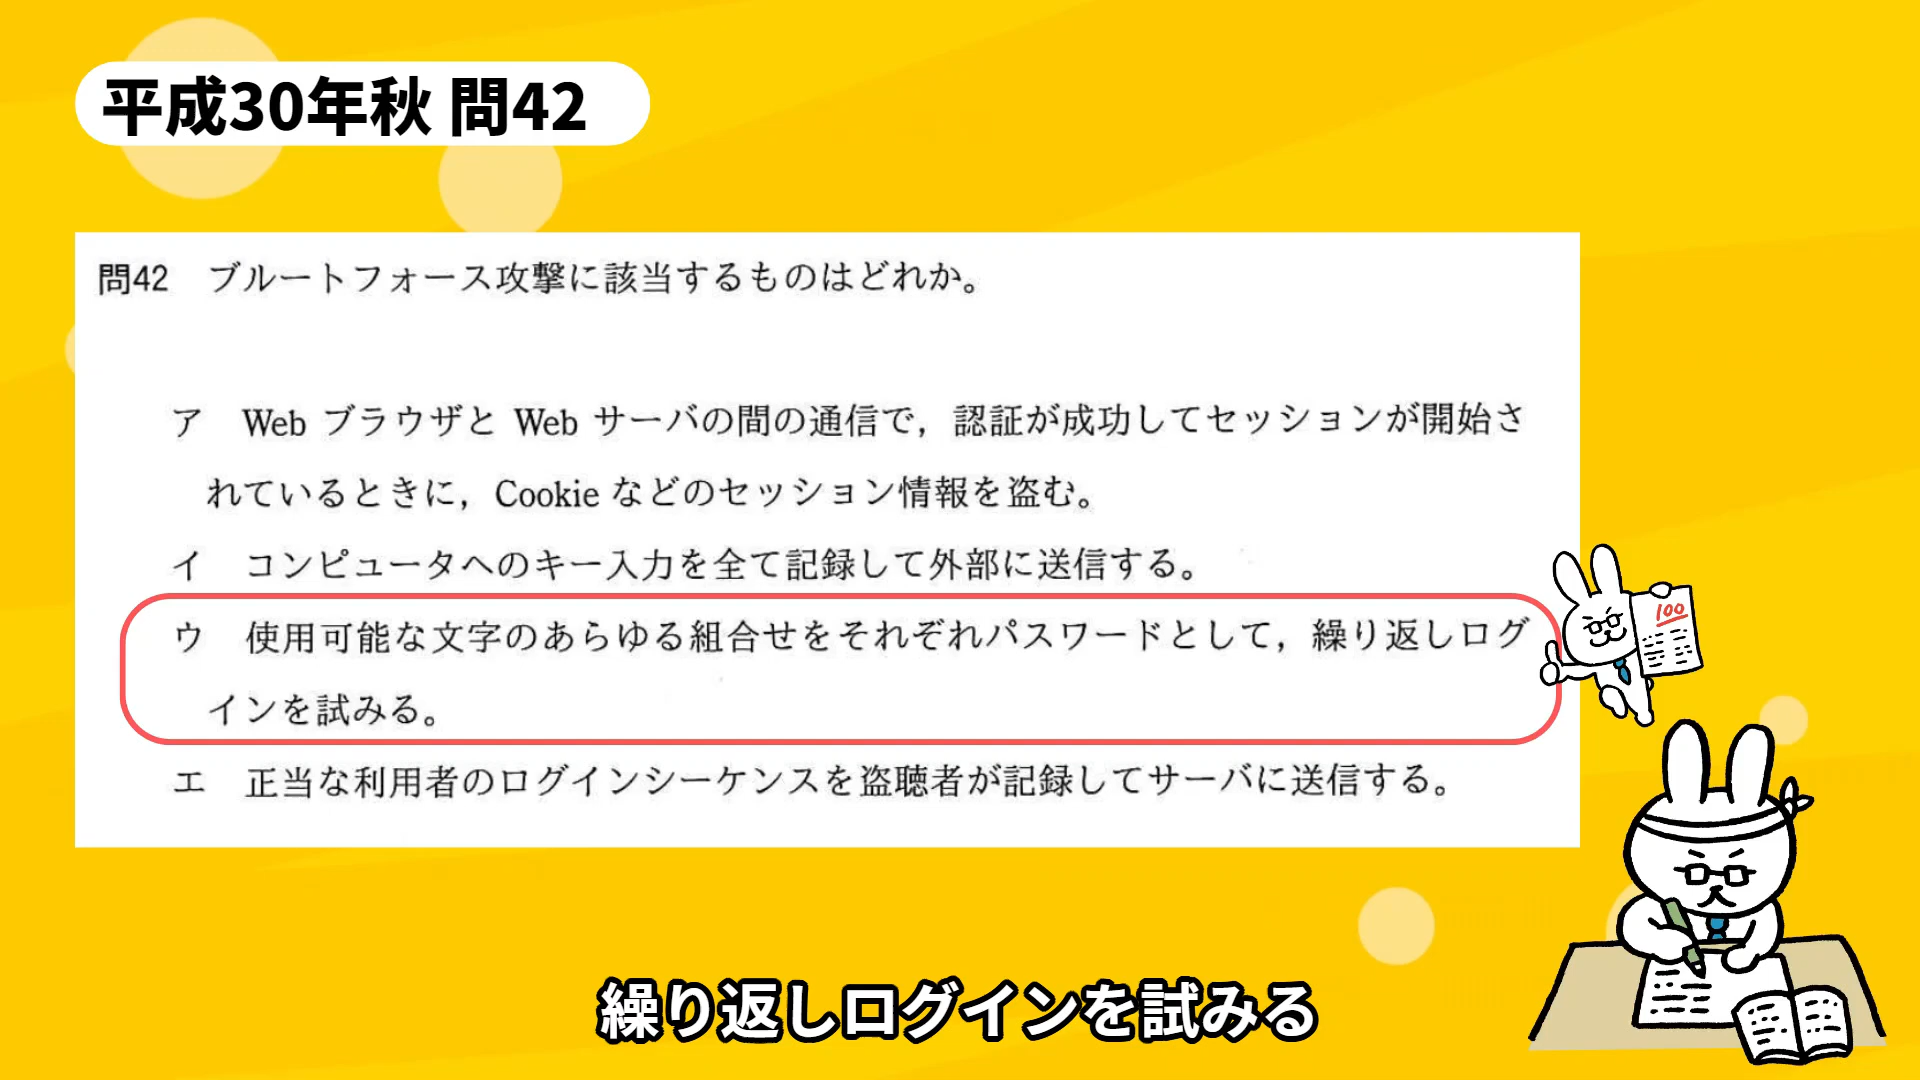 平成30年秋 問42
問42 ブルートフォース攻撃に該当するものはどれか。
ア Web ブラウザと Web サーバの間の通信で，認証が成功してセッションが開始さ
れているときに，Cookie などのセッション情報を盗む。
イ コンピュータへのキー入力を全て記録して外部に送信する。
ウ 使用可能な文字のあらゆる組合せをそれぞれパスワードとして，繰り返しログ
インを試みる。
エ 正当な利用者のログインシーケンスを盗聴者が記録してサーバに送信する。
100
繰り返しログインを試みる